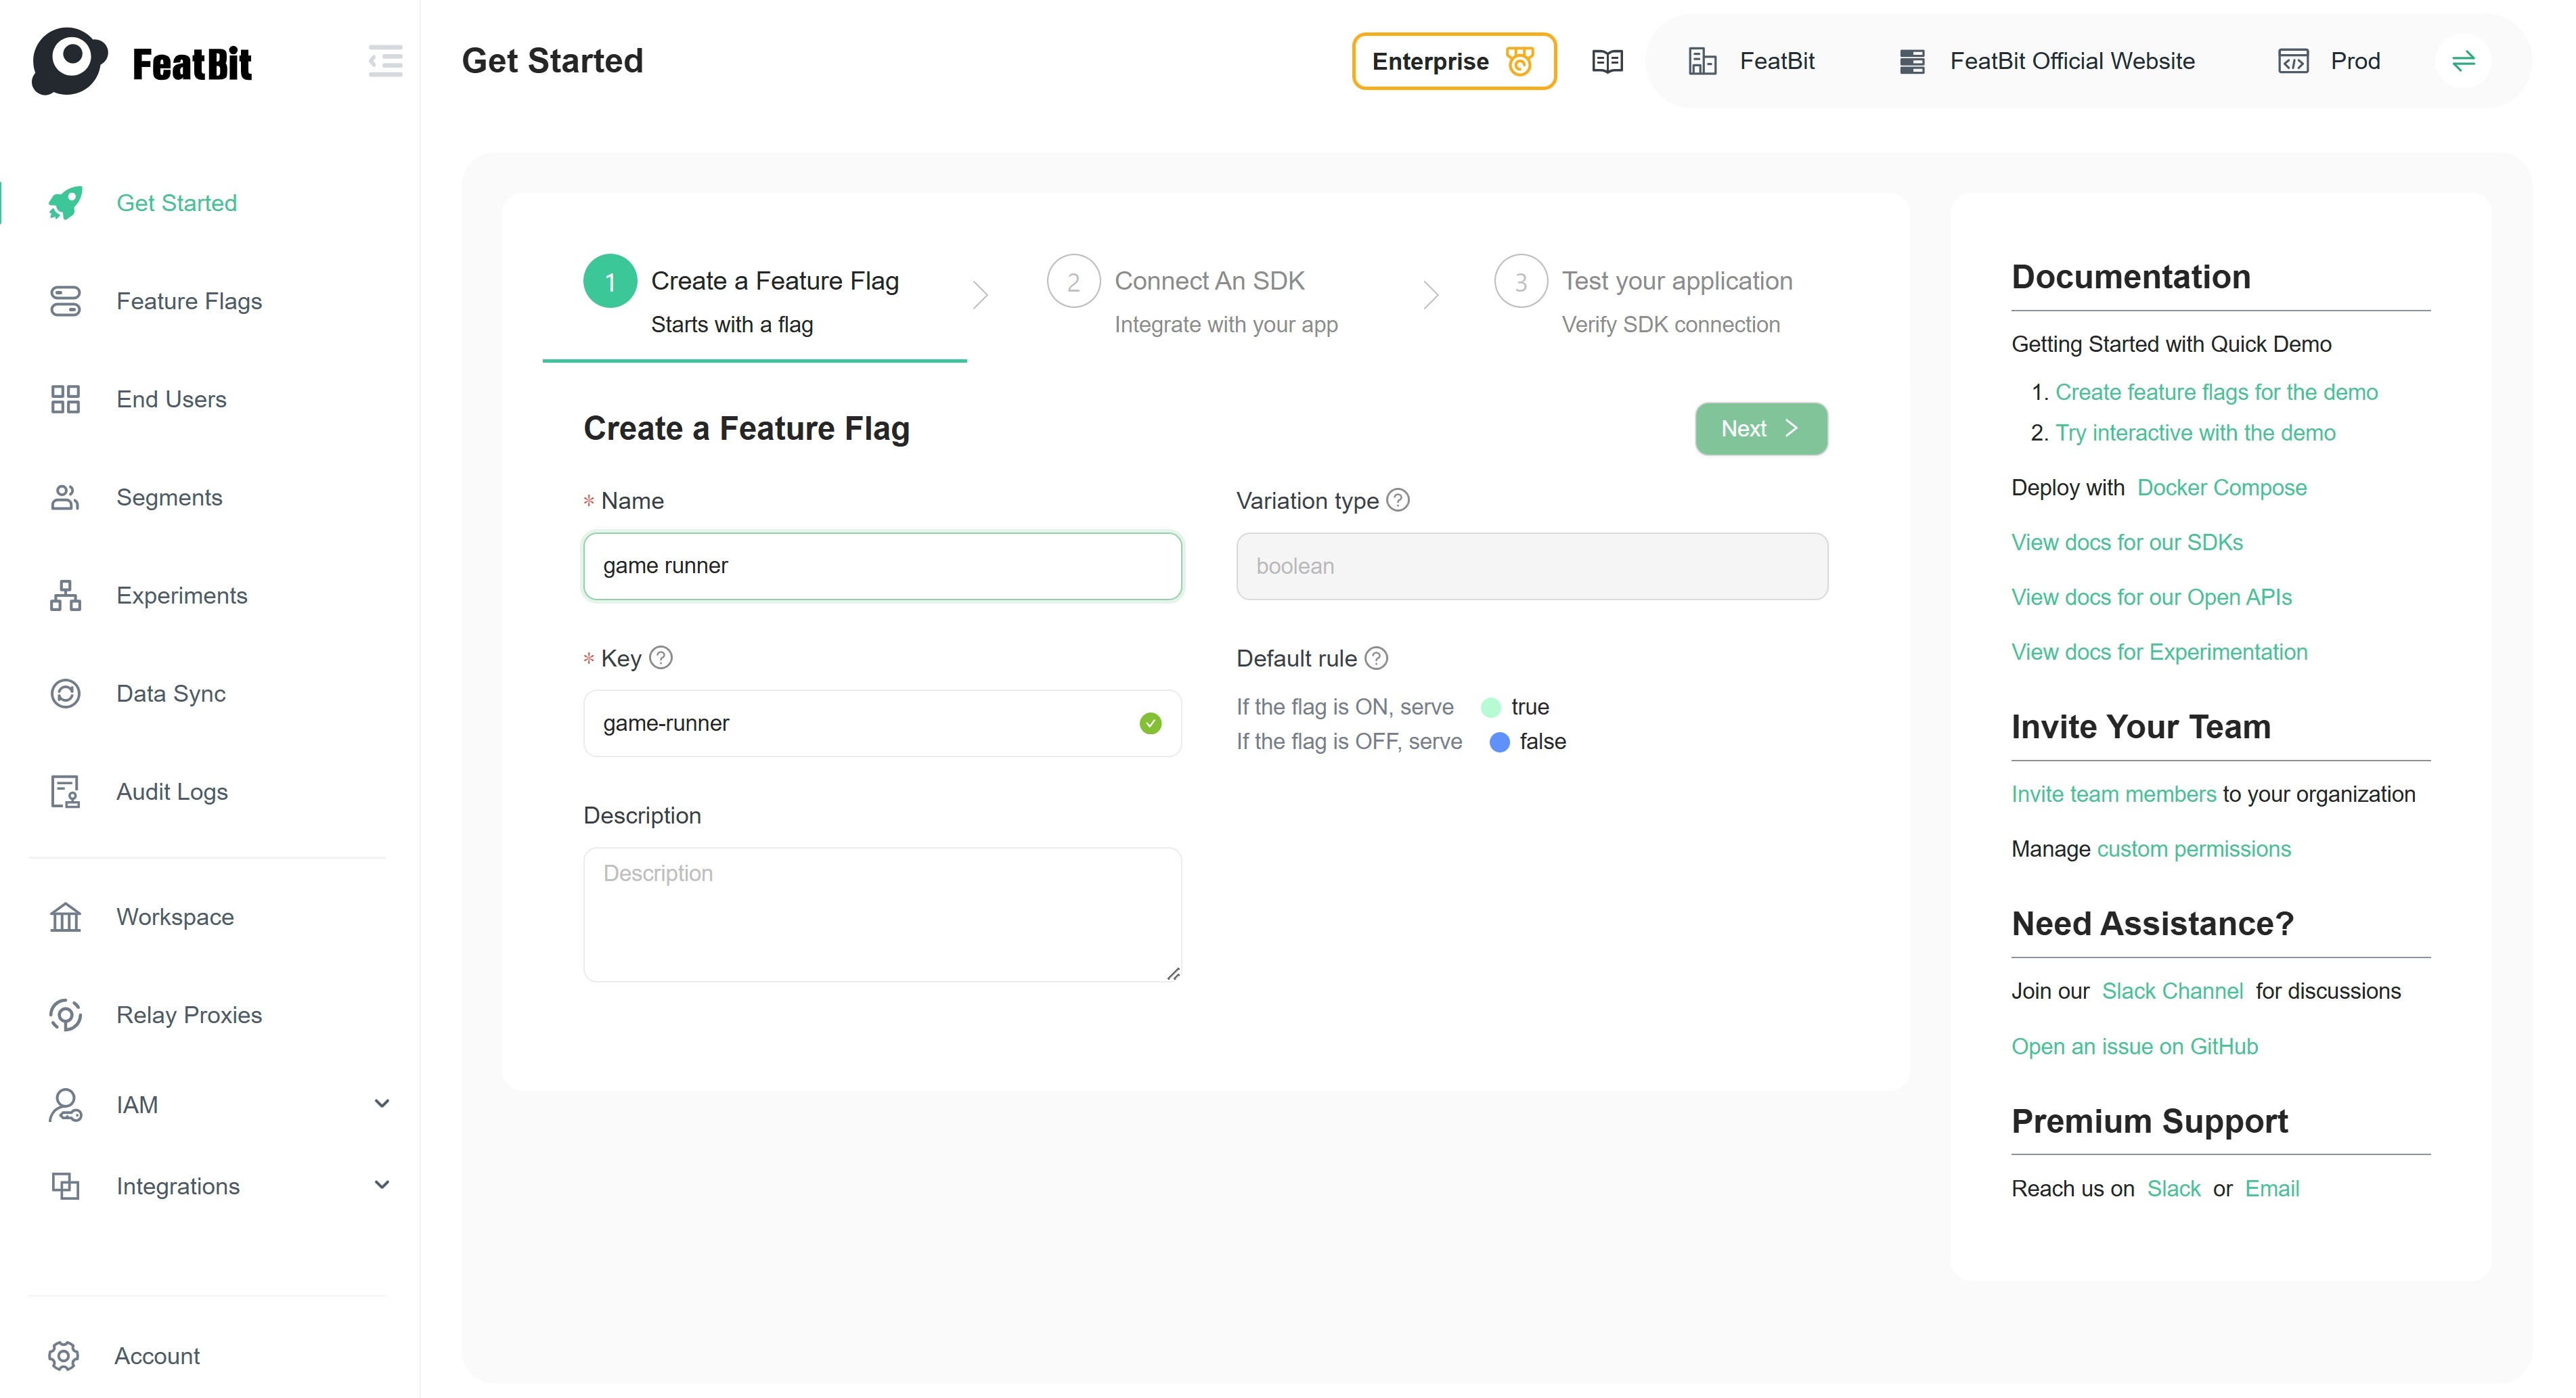 FeatBit
Get Started
Enterprise
FeatBit
FeatBit Official Website
Prod
Get Started
Feature Flags
End Users
Segments
Experiments
Data Sync
Audit Logs
Workspace
Relay Proxies
IAM
Integrations
Account
1 Create a Feature Flag
Starts with a flag
2 Connect An SDK
Integrate with your app
3 Test your application
Verify SDK connection
Create a Feature Flag
Next
* Name
game runner
Variation type ?
boolean
* Key ?
game-runner
Default rule ?
If the flag is ON, serve true
If the flag is OFF, serve false
Description
Description
Documentation
Getting Started with Quick Demo
1. Create feature flags for the demo
2. Try interactive with the demo
Deploy with Docker Compose
View docs for our SDKs
View docs for our Open APIs
View docs for Experimentation
Invite Your Team
Invite team members to your organization
Manage custom permissions
Need Assistance?
Join our Slack Channel for discussions
Open an issue on GitHub
Premium Support
Reach us on Slack or Email